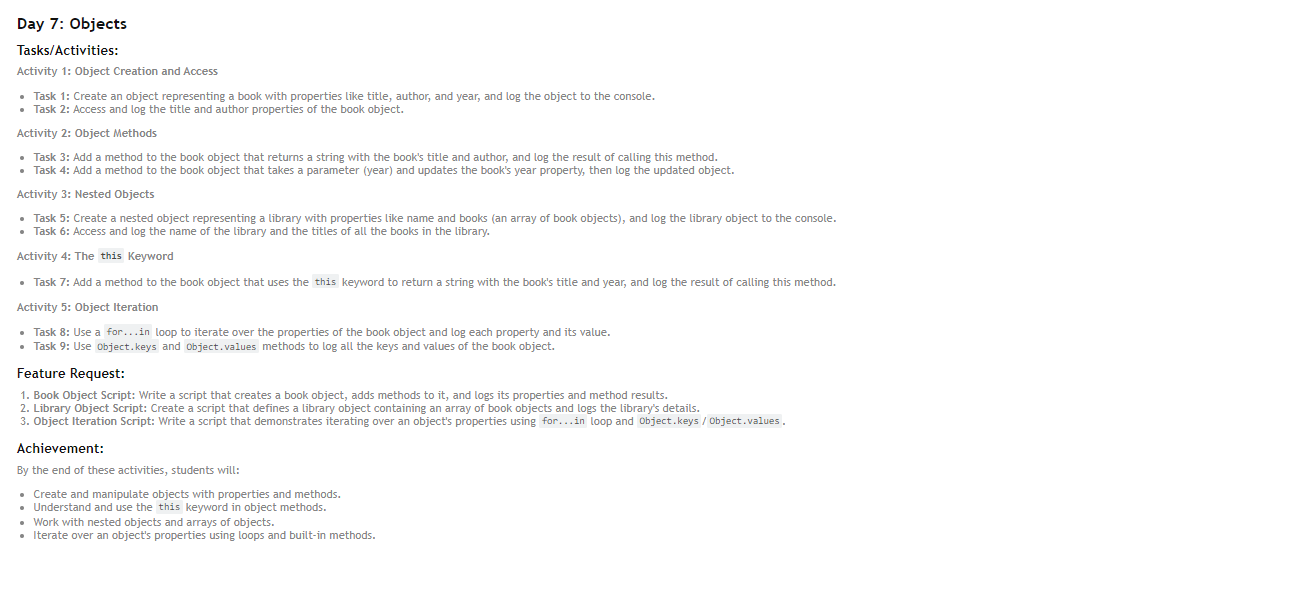 Day 7: Objects
Tasks/Activities:
Activity 1: Object Creation and Access
• Task 1: Create an object representing a book with properties like title, author, and year, and log the object to the console.
• Task 2: Access and log the title and author properties of the book object.
Activity 2: Object Methods
• Task 3: Add a method to the book object that returns a string with the book's title and author, and log the result of calling this method.
• Task 4: Add a method to the book object that takes a parameter (year) and updates the book's year property, then log the updated object.
Activity 3: Nested Objects
• Task 5: Create a nested object representing a library with properties like name and books (an array of book objects), and log the library object to the console.
• Task 6: Access and log the name of the library and the titles of all the books in the library.
Activity 4: The this Keyword
• Task 7: Add a method to the book object that uses the this keyword to return a string with the book's title and year, and log the result of calling this method.
Activity 5: Object Iteration
• Task 8: Use a for...in loop to iterate over the properties of the book object and log each property and its value.
• Task 9: Use Object.keys and Object.values methods to log all the keys and values of the book object.
Feature Request:
1. Book Object Script: Write a script that creates a book object, adds methods to it, and logs its properties and method results.
2. Library Object Script: Create a script that defines a library object containing an array of book objects and logs the library's details.
3. Object Iteration Script: Write a script that demonstrates iterating over an object's properties using for...in loop and Object.keys/Object.values.
Achievement:
By the end of these activities, students will:
• Create and manipulate objects with properties and methods.
• Understand and use the this keyword in object methods.
• Work with nested objects and arrays of objects.
• Iterate over an object's properties using loops and built-in methods.